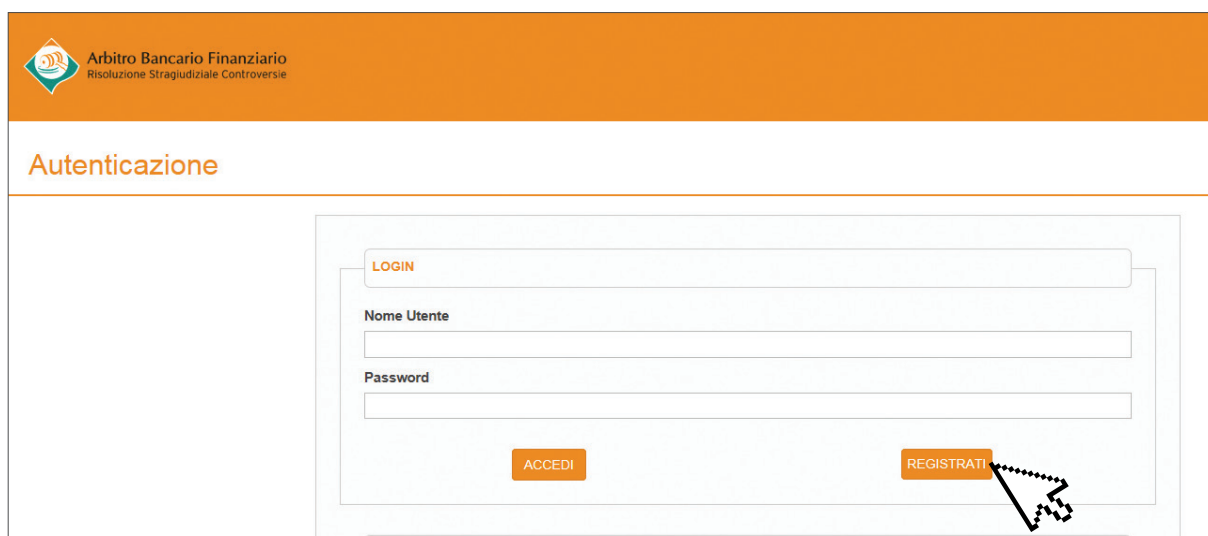 Arbitro Bancario Finanziario
Risoluzione Stragiudiziale Controversie
Autenticazione
LOGIN
Nome Utente
Password
ACCEDI
REGISTRATI